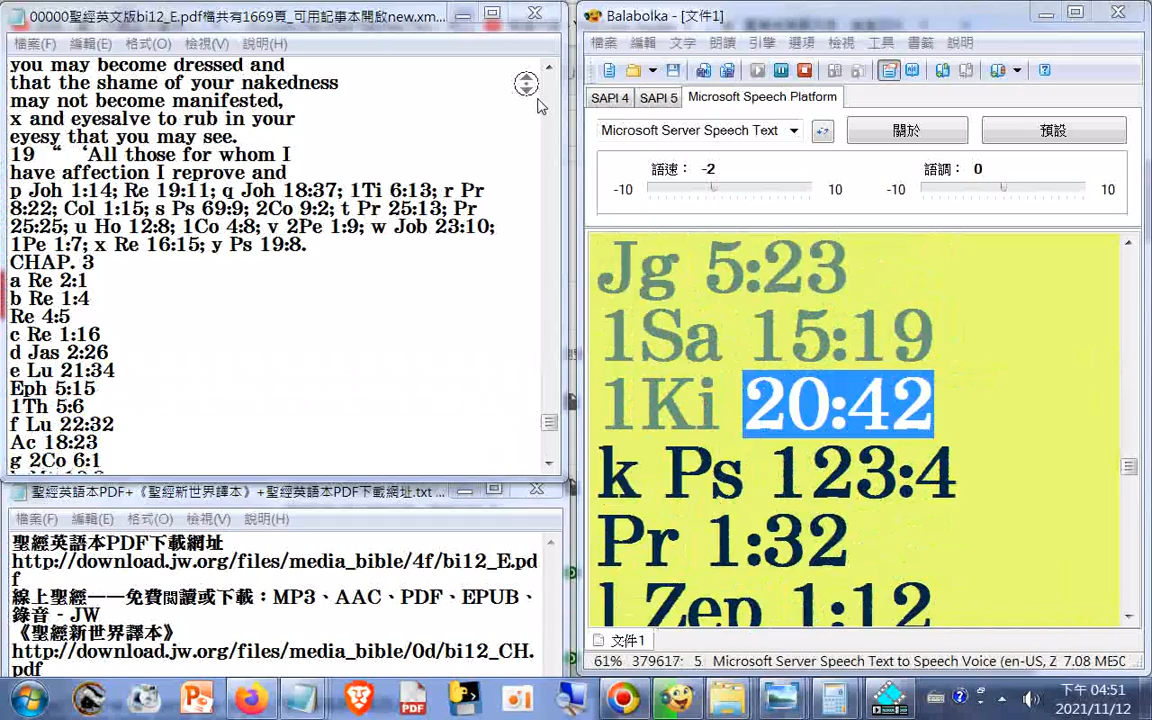 00000聖經英文版bi12_E.pdf檔共有1669頁_可用記事本開啟new.xm...
檔案(F) 編輯(E) 格式(O) 檢視(V) 說明(H)
you may become dressed and
that the shame of your nakedness
may not become manifested,
x and eyesalve to rub in your
eyesy that you may see.
19 “ ‘All those for whom I
have affection I reprove and
p Joh 1:14; Re 19:11; q Joh 18:37; 1Ti 6:13; r Pr
8:22; Col 1:15; s Ps 69:9; 2Co 9:2; t Pr 25:13; Pr
25:25; u Ho 12:8; 1Co 4:8; v 2Pe 1:9; w Job 23:10;
1Pe 1:7; x Re 16:15; y Ps 19:8.
CHAP. 3
a Re 2:1
b Re 1:4
Re 4:5
c Re 1:16
d Jas 2:26
e Lu 21:34
Eph 5:15
1Th 5:6
f Lu 22:32
Ac 18:23
g 2Co 6:1
聖經英語本PDF+《聖經新世界譯本》+聖經英語本PDF下載網址.txt ...
檔案(F) 編輯(E) 格式(O) 檢視(V) 說明(H)
聖經英語本PDF下載網址
http://download.jw.org/files/media_bible/4f/bi12_E.pd
f
線上聖經——免費閱讀或下載：MP3、AAC、PDF、EPUB、
錄音 - JW
《聖經新世界譯本》
http://download.jw.org/files/media_bible/0d/bi12_CH.
pdf
Balabolka - [文件1]
檔案 編輯 文字 朗讀 引擎 選項 檢視 工具 書籤 說明
SAPI 4 SAPI 5 Microsoft Speech Platform
Microsoft Server Speech Text 關於 預設
語速： -2 語調： 0
-10 10 -10 10
Jg 5:23
1Sa 15:19
1Ki 20:42
k Ps 123:4
Pr 1:32
l Zep 1:12
文件1
61% 379617: 5 Microsoft Server Speech Text to Speech Voice (en-US, Z 7.08 ME50
下午 04:51
2021/11/12